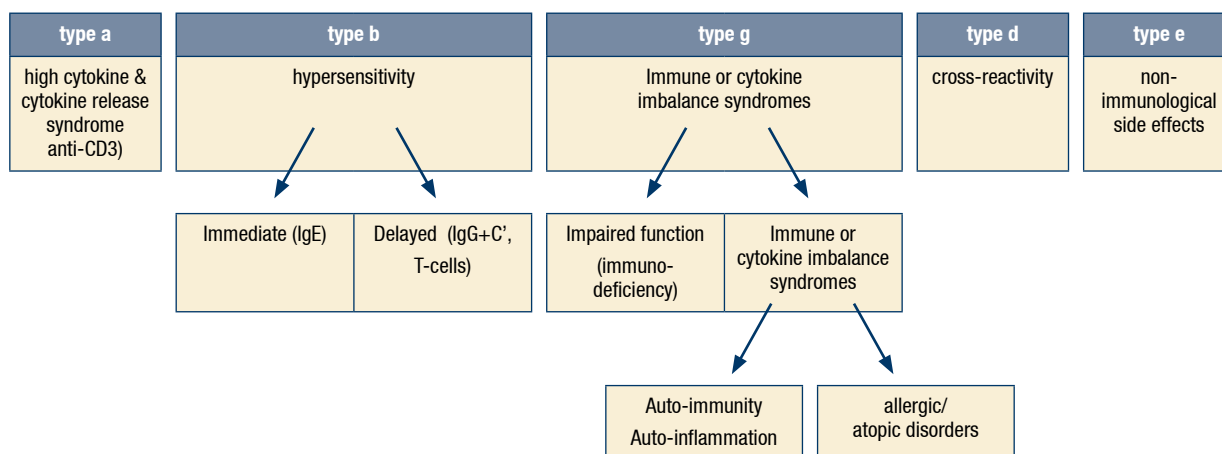 type a
high cytokine &
cytokine release
syndrome
anti-CD3)
type b
hypersensitivity
type g
Immune or cytokine
imbalance syndromes
type d
cross-reactivity
type e
non-
immunological
side effects
Immediate (IgE)
Delayed (IgG+C’,
T-cells)
Impaired function
(immuno-
deficiency)
Immune or
cytokine imbalance
syndromes
Auto-immunity
Auto-inflammation
allergic/
atopic disorders